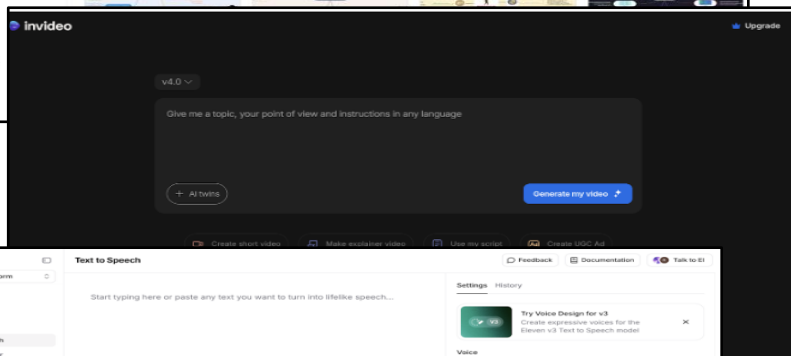 invideo
Upgrade
v4.0
Give me a topic, your point of view and instructions in any language
+ AI twins
Generate my video
Create short video
Make explainer video
Use my script
Create UGC Ad
Text to Speech
Feedback
Documentation
Talk to El
orm
Start typing here or paste any text you want to turn into lifelike speech...
Settings
History
V3
Try Voice Design for v3
Create expressive voices for the
Eleven v3 Text to Speech model
Voice